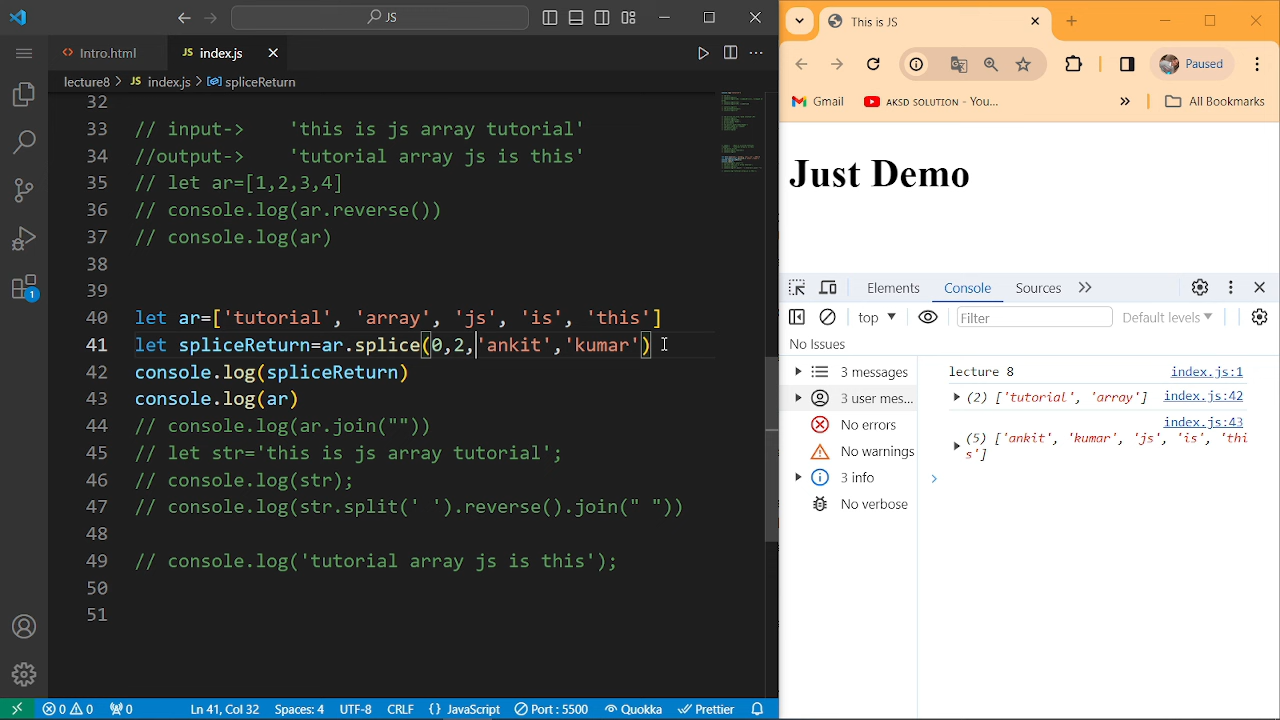 JS
Intro.html
JS index.js
lecture8 > JS index.js > spliceReturn
32
33 // input-> 'this is js array tutorial'
34 //output-> 'tutorial array js is this'
35 // let ar=[1,2,3,4]
36 // console.log(ar.reverse())
37 // console.log(ar)
38
39
40 let ar=['tutorial', 'array', 'js', 'is', 'this']
41 let spliceReturn=ar.splice(0,2,'ankit','kumar')
42 console.log(spliceReturn)
43 console.log(ar)
44 // console.log(ar.join(""))
45 // let str='this is js array tutorial';
46 // console.log(str);
47 // console.log(str.split(' ').reverse().join(" "))
48
49 // console.log('tutorial array js is this');
50
51
1
0 0 0 Ln 41, Col 32 Spaces: 4 UTF-8 CRLF {} JavaScript Port : 5500 Quokka Prettier
This is JS
Paused
Gmail AKSD SOLUTION - You... » All Bookmarks
Just Demo
Elements Console Sources »
top Filter Default levels
No Issues
3 messages
3 user mes...
No errors
No warnings
3 info
No verbose
lecture 8 index.js:1
(2) ['tutorial', 'array'] index.js:42
index.js:43
(5) ['ankit', 'kumar', 'js', 'is', 'thi
s']